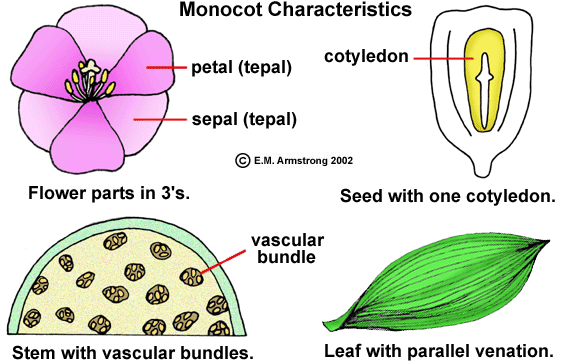 Monocot Characteristics
petal (tepal)
sepal (tepal)
© E.M. Armstrong 2002
Flower parts in 3's.
cotyledon
Seed with one cotyledon.
vascular
bundle
Stem with vascular bundles.
Leaf with parallel venation.